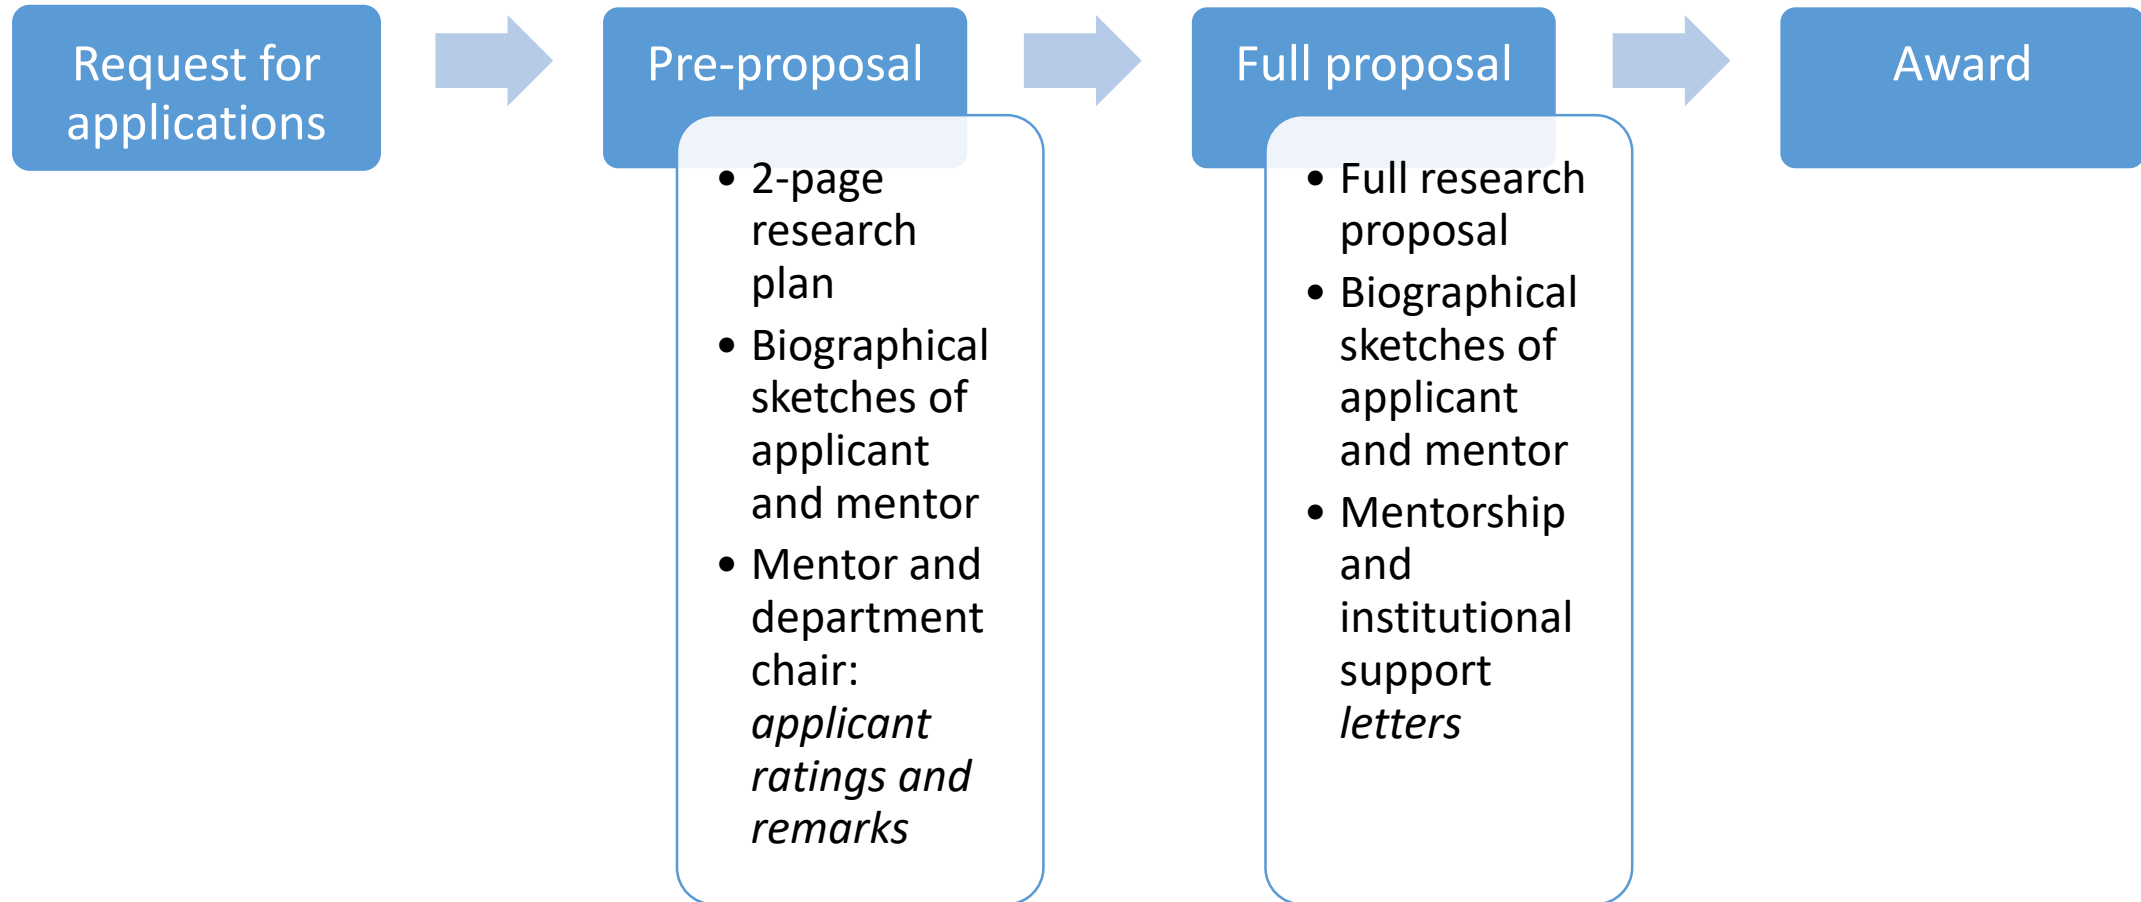 Request for
applications
Pre-proposal
• 2-page
research
plan
• Biographical
sketches of
applicant
and mentor
• Mentor and
department
chair:
applicant
ratings and
remarks
Full proposal
• Full research
proposal
• Biographical
sketches of
applicant
and mentor
• Mentorship
and
institutional
support
letters
Award